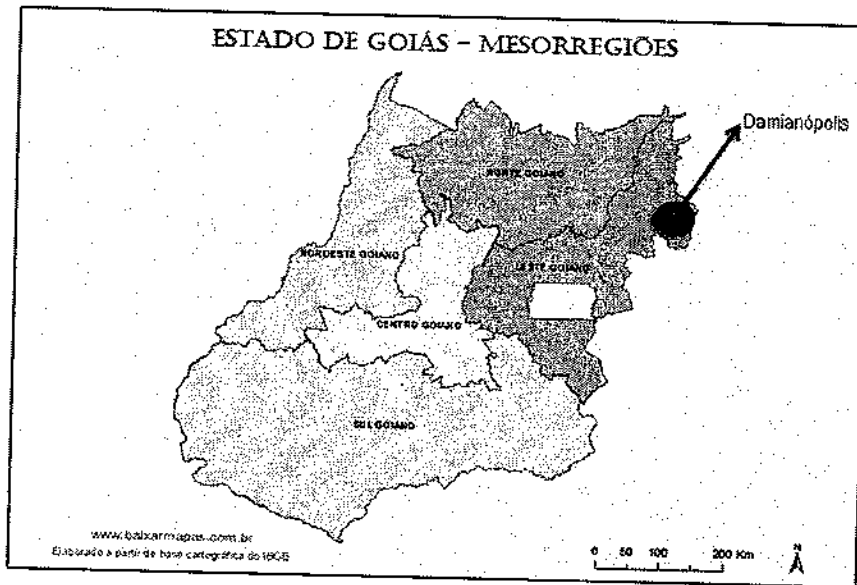 ESTADO DE GOIÁS – MESORREGIÕES
Damianópolis
NORTE GOIANO
NORDESTE GOIANO
LESTE GOIANO
CENTRO GOIANO
SUL GOIANO
www.baixarmapas.com.br
Elaborado a partir de base cartográfica do IBGE
0 50 100 200 Km
N